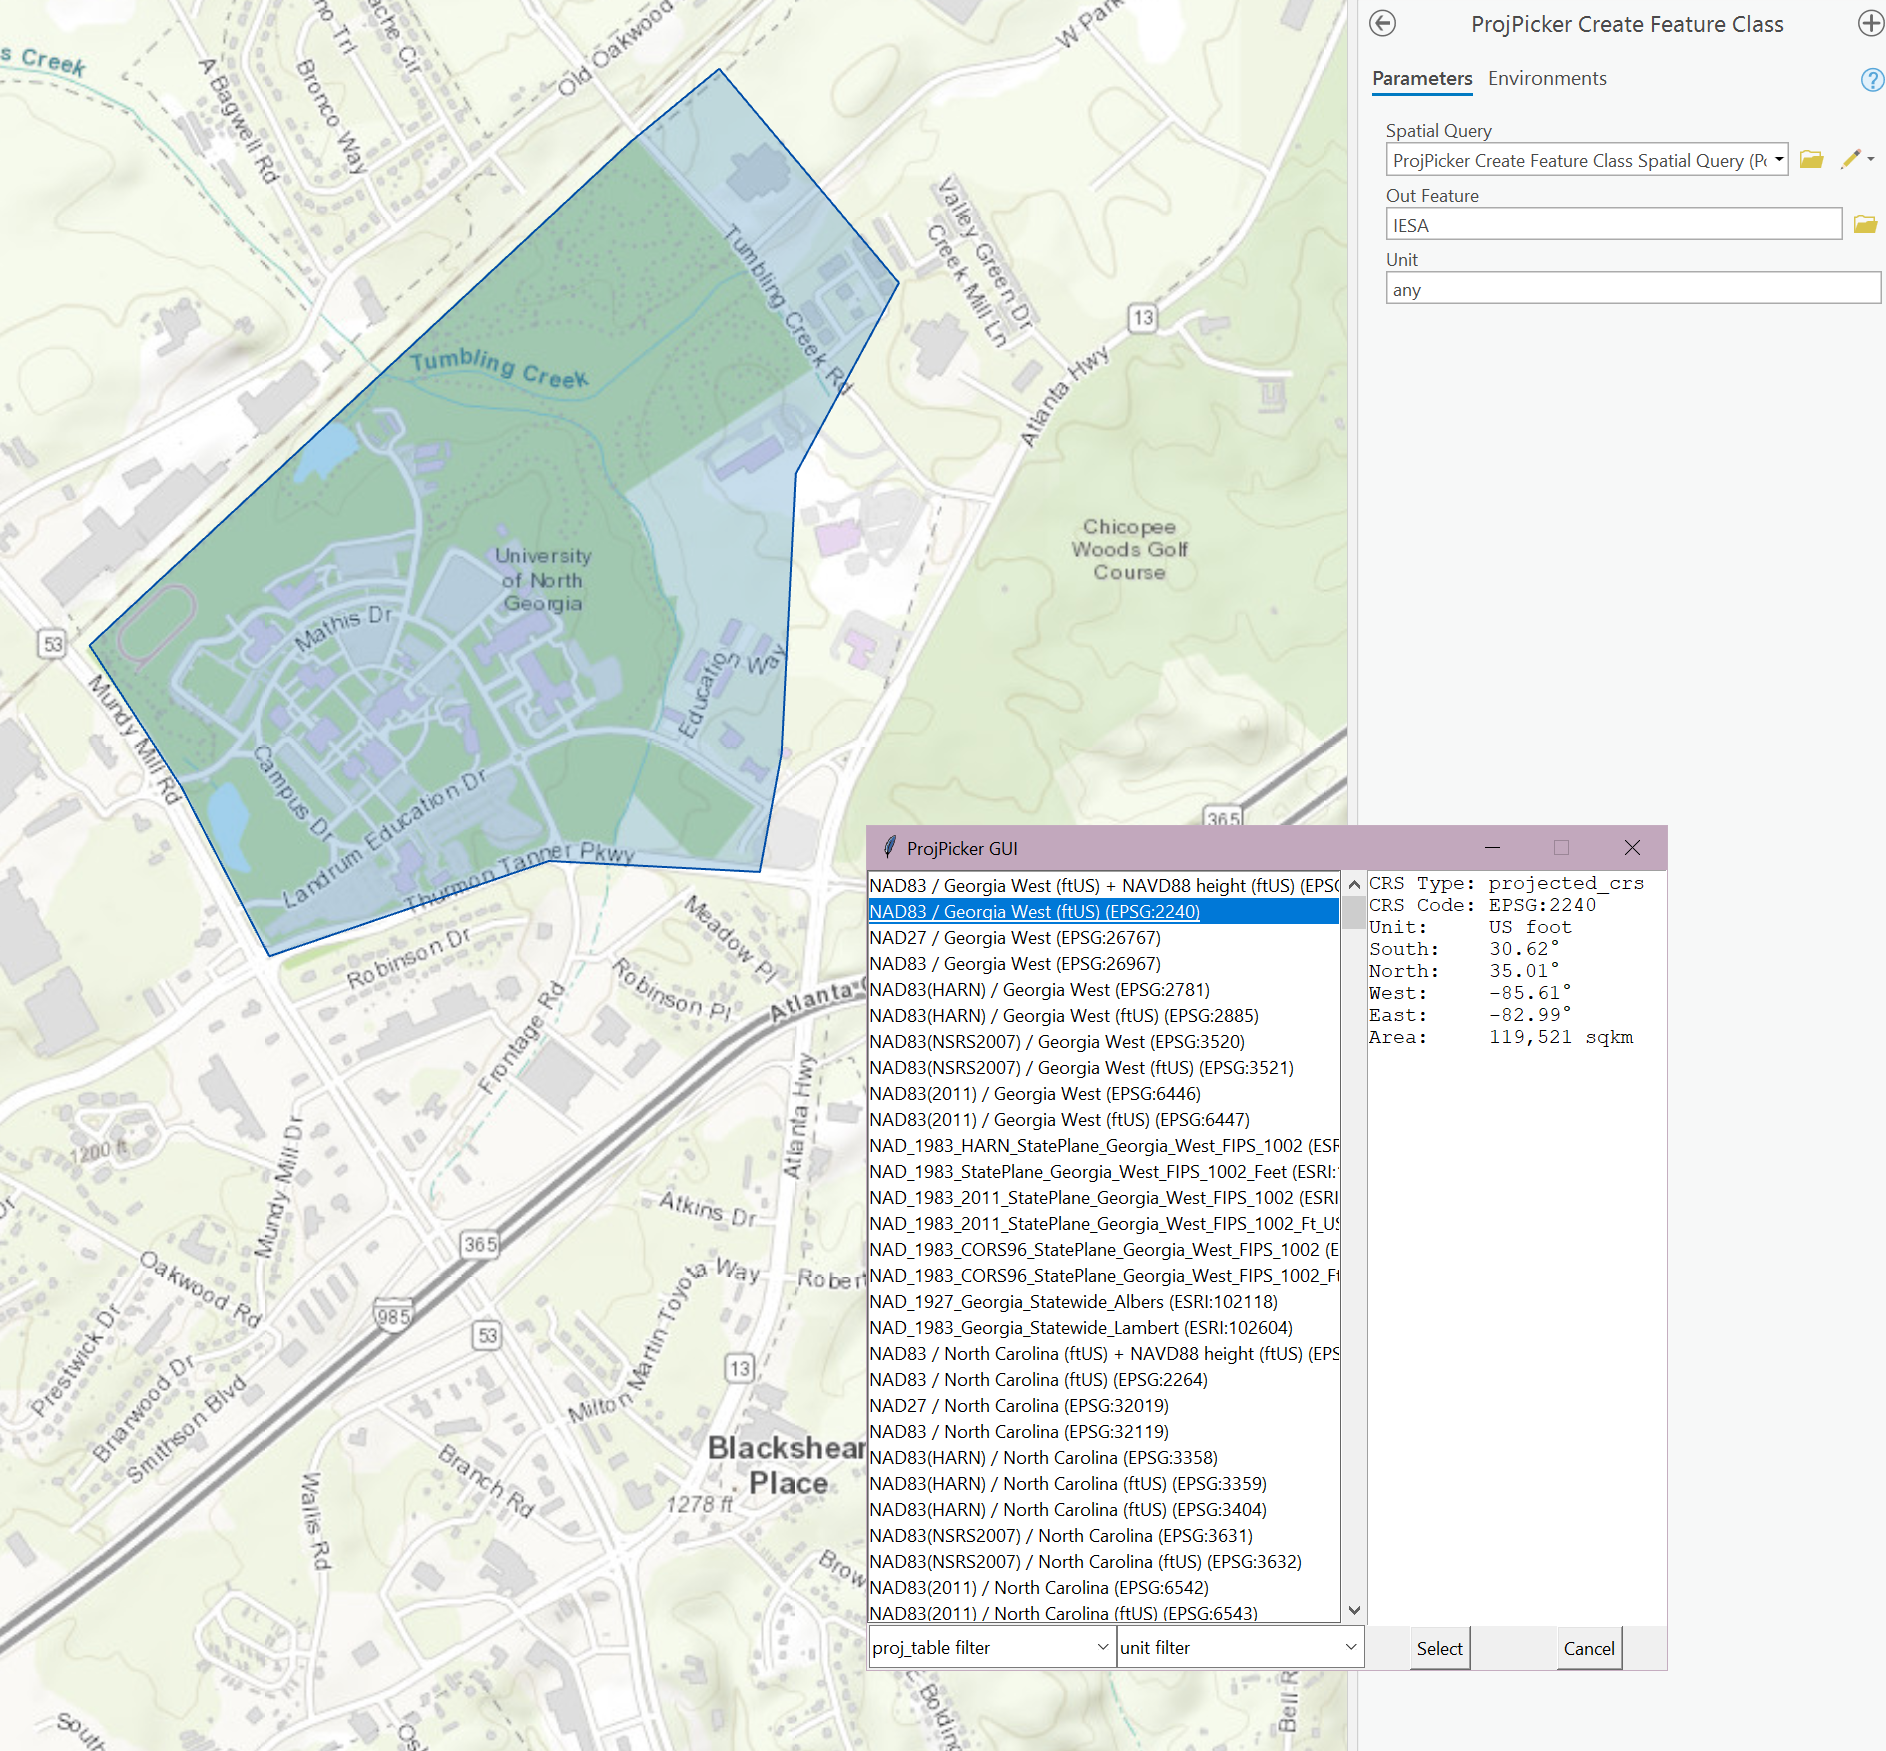 s Creek
A Bagwell Rd
Bronco Way
Old Oakwood
W Park
Tumbling Creek Rd
Valley Green Dr
Creek Mill Ln
13
Atlanta Hwy
Tumbling Creek
University
of North
Georgia
Chicopee
Woods Golf
Course
Mathis Dr
53
Mundy Mill Rd
Education Way
Campus Dr
Landrum Education Dr
Thurmon Tanner Pkwy
365
Robinson Dr
Meadow Pl
Robinson Pl
Frontage Rd
Atlanta
Atlanta Hwy
1200 ft
Mundy Mill Dr
Atkins Dr
365
Oakwood Rd
Milton Martin Toyota Way
Robert
985
53
Prestwick Dr
Briarwood Dr
Smithson Blvd
13
Branch Rd
Blackshear
Place
1278 ft
Wallis Rd
Brow
Bolding
Bell R
South
Os
ProjPicker Create Feature Class
Parameters Environments
?
Spatial Query
ProjPicker Create Feature Class Spatial Query (Po
Out Feature
IESA
Unit
any
ProjPicker GUI
NAD83 / Georgia West (ftUS) + NAVD88 height (ftUS) (EPSG
NAD83 / Georgia West (ftUS) (EPSG:2240)
NAD27 / Georgia West (EPSG:26767)
NAD83 / Georgia West (EPSG:26967)
NAD83(HARN) / Georgia West (EPSG:2781)
NAD83(HARN) / Georgia West (ftUS) (EPSG:2885)
NAD83(NSRS2007) / Georgia West (EPSG:3520)
NAD83(NSRS2007) / Georgia West (ftUS) (EPSG:3521)
NAD83(2011) / Georgia West (EPSG:6446)
NAD83(2011) / Georgia West (ftUS) (EPSG:6447)
NAD_1983_HARN_StatePlane_Georgia_West_FIPS_1002 (ESR
NAD_1983_StatePlane_Georgia_West_FIPS_1002_Feet (ESRI:
NAD_1983_2011_StatePlane_Georgia_West_FIPS_1002 (ESRI
NAD_1983_2011_StatePlane_Georgia_West_FIPS_1002_Ft_US
NAD_1983_CORS96_StatePlane_Georgia_West_FIPS_1002 (E
NAD_1983_CORS96_StatePlane_Georgia_West_FIPS_1002_Ft
NAD_1927_Georgia_Statewide_Albers (ESRI:102118)
NAD_1983_Georgia_Statewide_Lambert (ESRI:102604)
NAD83 / North Carolina (ftUS) + NAVD88 height (ftUS) (EPS
NAD83 / North Carolina (ftUS) (EPSG:2264)
NAD27 / North Carolina (EPSG:32019)
NAD83 / North Carolina (EPSG:32119)
NAD83(HARN) / North Carolina (EPSG:3358)
NAD83(HARN) / North Carolina (ftUS) (EPSG:3359)
NAD83(HARN) / North Carolina (ftUS) (EPSG:3404)
NAD83(NSRS2007) / North Carolina (EPSG:3631)
NAD83(NSRS2007) / North Carolina (ftUS) (EPSG:3632)
NAD83(2011) / North Carolina (EPSG:6542)
NAD83(2011) / North Carolina (ftUS) (EPSG:6543)
proj_table filter
unit filter
CRS Type: projected_crs
CRS Code: EPSG:2240
Unit: US foot
South: 30.62°
North: 35.01°
West: -85.61°
East: -82.99°
Area: 119,521 sqkm
Select
Cancel